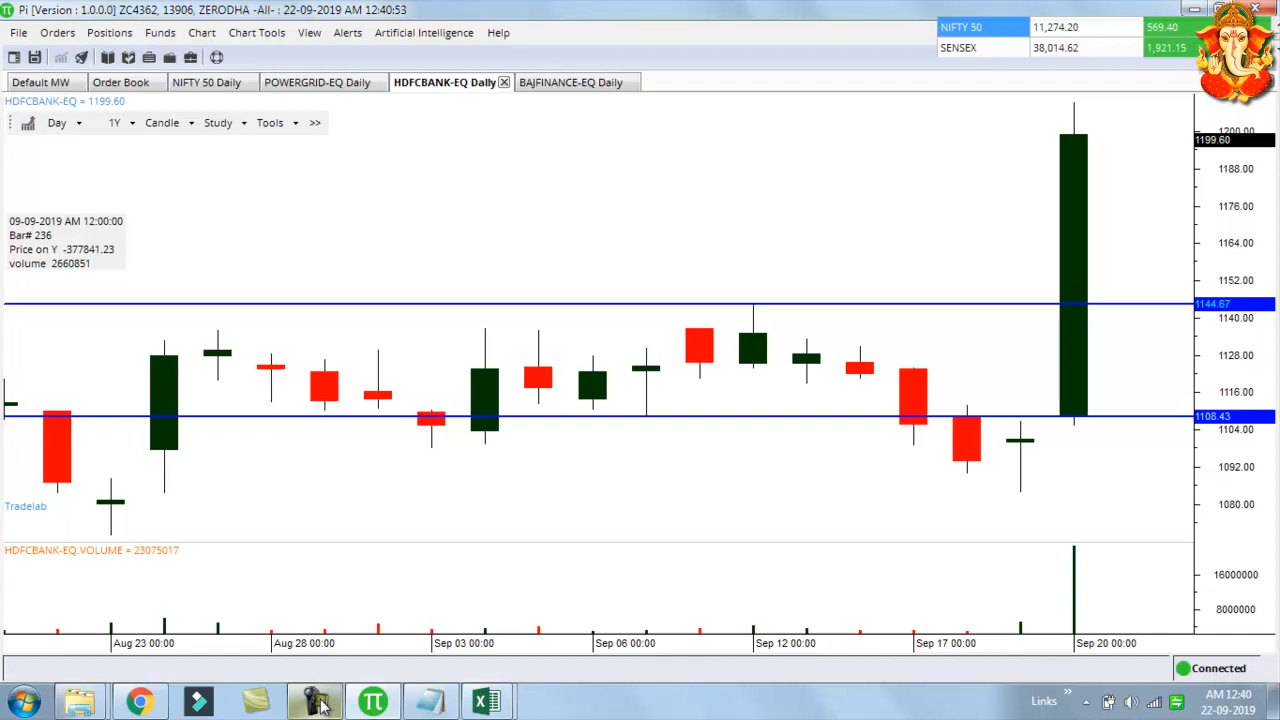 Pi [Version : 1.0.0.0] ZC4362, 13906, ZERODHA -All- : 22-09-2019 AM 12:40:53
File Orders Positions Funds Chart View Alerts Artificial Intelligence Help
NIFTY 50 11,274.20 569.40
SENSEX 38,014.62 1,921.15
Default MW Order Book NIFTY 50 Daily POWERGRID-EQ Daily HDFCBANK-EQ Daily BAJFINANCE-EQ Daily
HDFCBANK-EQ = 1199.60
Day 1Y Candle Study Tools >>
1200.00
1199.60
1188.00
1176.00
09-09-2019 AM 12:00:00
Bar# 236
Price on Y -377841.23
volume 2660851
1164.00
1152.00
1144.67
1140.00
1128.00
1116.00
1108.43
1104.00
1092.00
1080.00
Tradelab
HDFCBANK-EQ.VOLUME = 23075017
16000000
8000000
Aug 23 00:00 Aug 28 00:00 Sep 03 00:00 Sep 06 00:00 Sep 12 00:00 Sep 17 00:00 Sep 20 00:00
Connected
Links
AM 12:40
22-09-2019